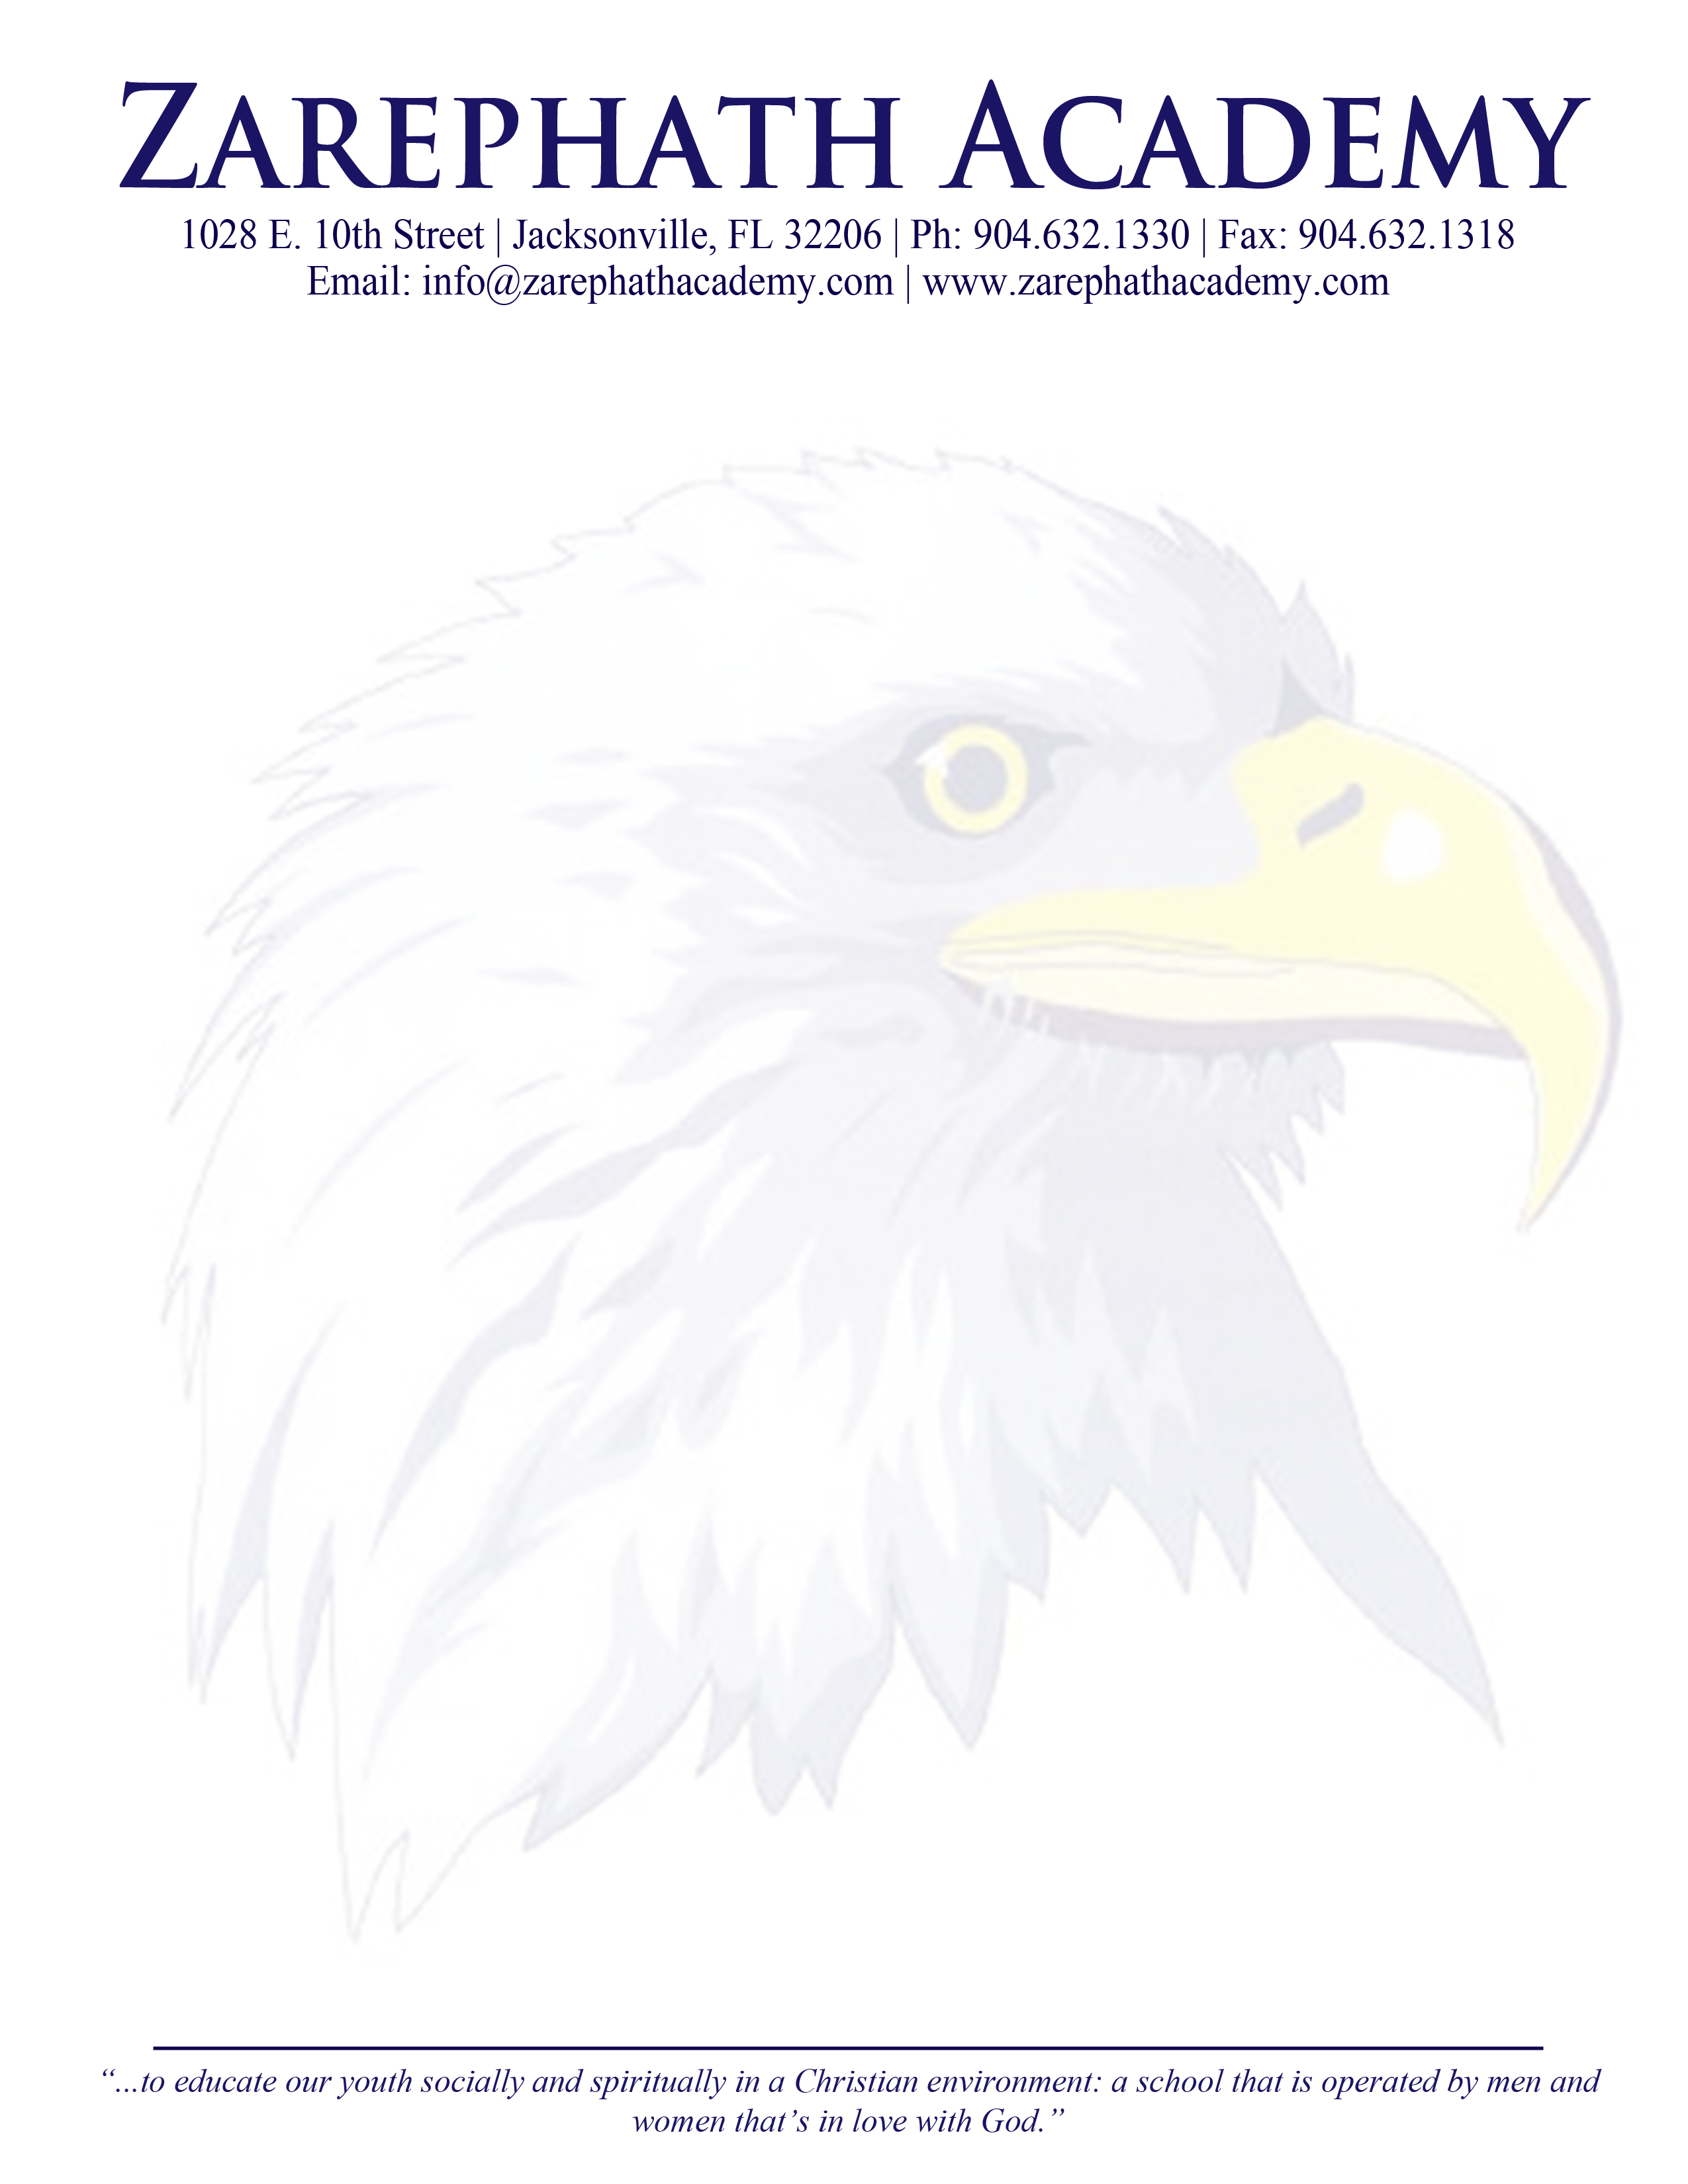 ZAREPHATH ACADEMY
1028 E. 10th Street | Jacksonville, FL 32206 | Ph: 904.632.1330 | Fax: 904.632.1318
Email: info@zarephathacademy.com | www.zarephathacademy.com
“...to educate our youth socially and spiritually in a Christian environment: a school that is operated by men and
women that’s in love with God.”